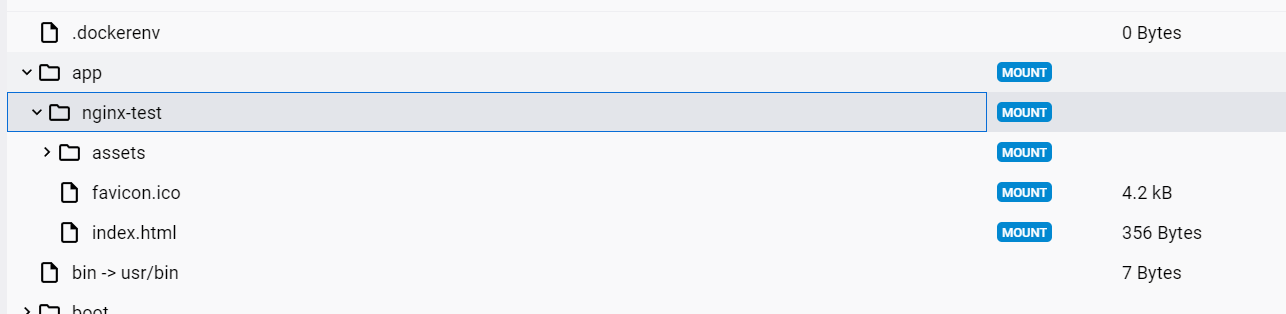 .dockerenv 0 Bytes
app MOUNT
nginx-test MOUNT
assets MOUNT
favicon.ico MOUNT 4.2 kB
index.html MOUNT 356 Bytes
bin -> usr/bin 7 Bytes
boot